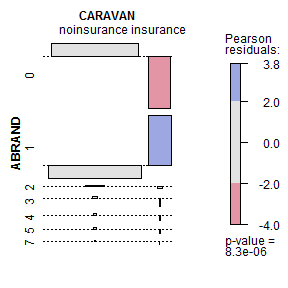 CARAVAN
noinsurance insurance
ABRAND
0
1
2
3
4
5
7
Pearson
residuals:
3.8
2.0
0.0
-2.0
-4.0
p-value =
8.3e-06